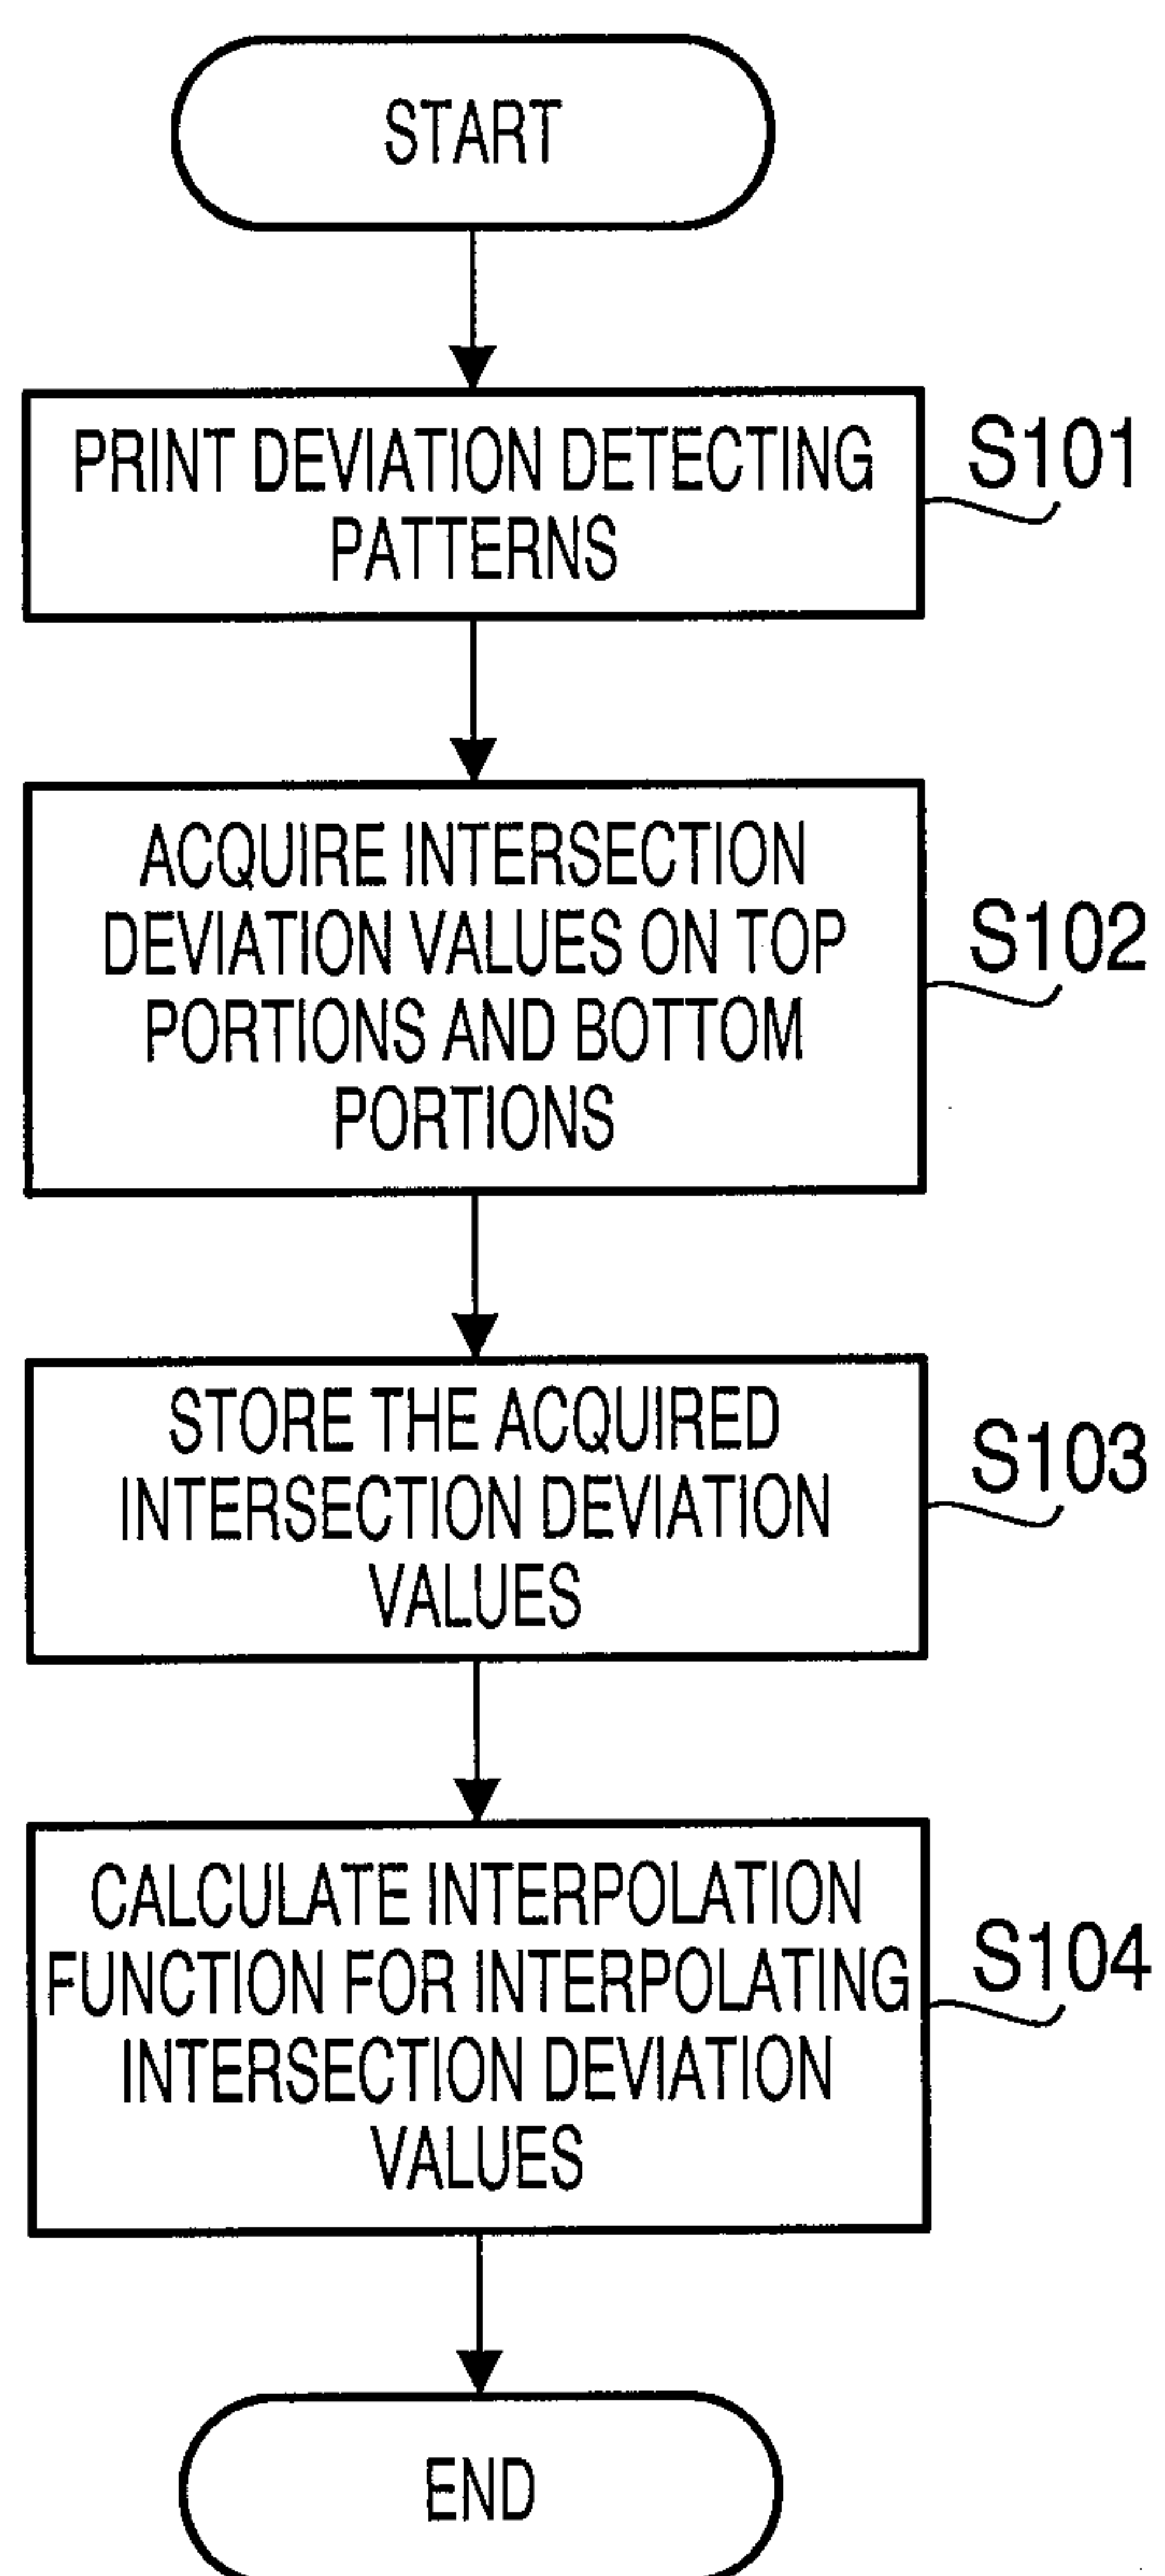 START
PRINT DEVIATION DETECTING
PATTERNS
S101
ACQUIRE INTERSECTION
DEVIATION VALUES ON TOP
PORTIONS AND BOTTOM
PORTIONS
S102
STORE THE ACQUIRED
INTERSECTION DEVIATION
VALUES
S103
CALCULATE INTERPOLATION
FUNCTION FOR INTERPOLATING
INTERSECTION DEVIATION
VALUES
S104
END